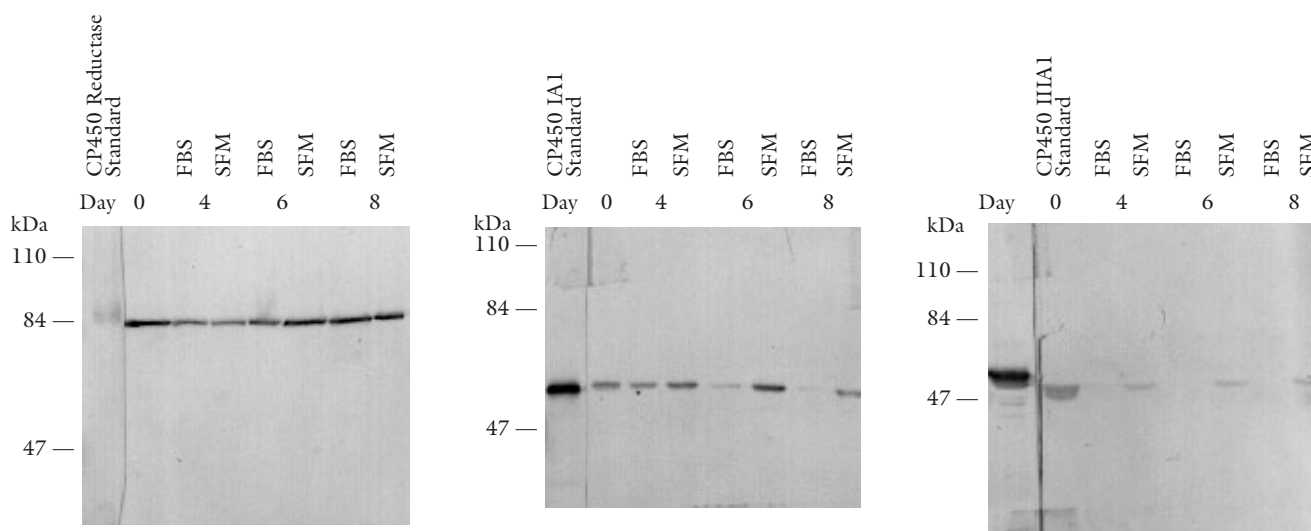 CP450 Reductase
Standard
FBS
SFM
FBS
SFM
FBS
SFM
Day 0 4 6 8
kDa
110
84
47
CP450 IA1
Standard
FBS
SFM
FBS
SFM
FBS
SFM
Day 0 4 6 8
kDa
110
84
47
CP450 IIIA1
Standard
FBS
SFM
FBS
SFM
FBS
SFM
Day 0 4 6 8
kDa
110
84
47